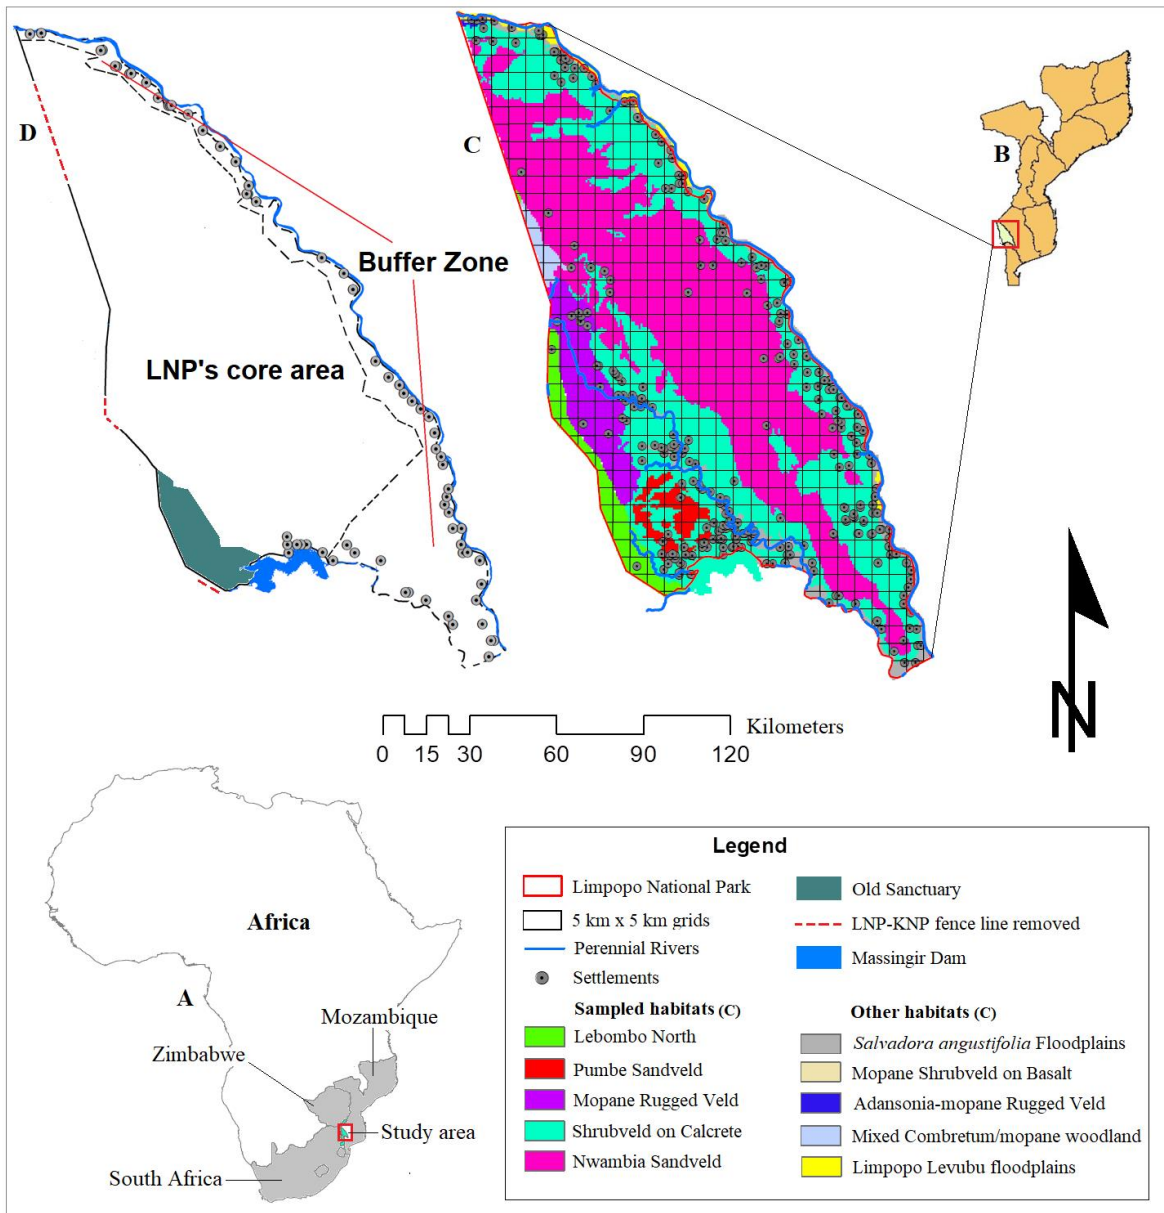 D
C
B
Buffer Zone
LNP's core area
Kilometers
0 15 30 60 90 120
N
Africa
A
Mozambique
Zimbabwe
Study area
South Africa
Legend
Limpopo National Park
5 km x 5 km grids
Perennial Rivers
Settlements
Sampled habitats (C)
Lebombo North
Pumbe Sandveld
Mopane Rugged Veld
Shrubveld on Calcrete
Nwambia Sandveld
Old Sanctuary
LNP-KNP fence line removed
Massingir Dam
Other habitats (C)
Salvadora angustifolia Floodplains
Mopane Shrubveld on Basalt
Adansonia-mopane Rugged Veld
Mixed Combretum/mopane woodland
Limpopo Levubu floodplains